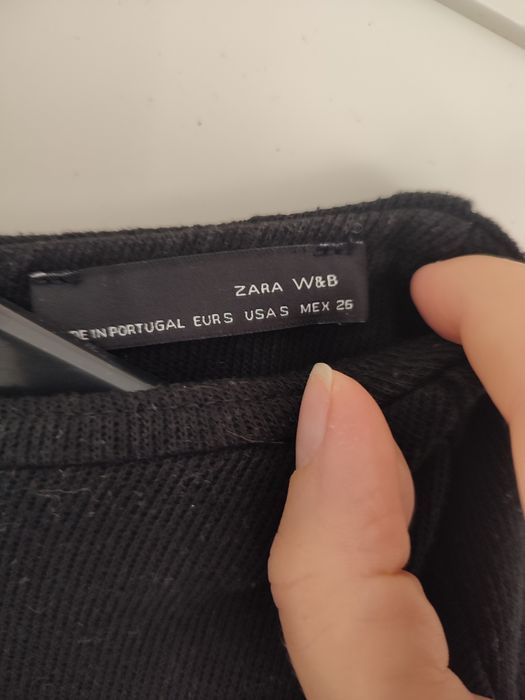 ZARA W&B
DE IN PORTUGAL EUR S USA S MEX 26